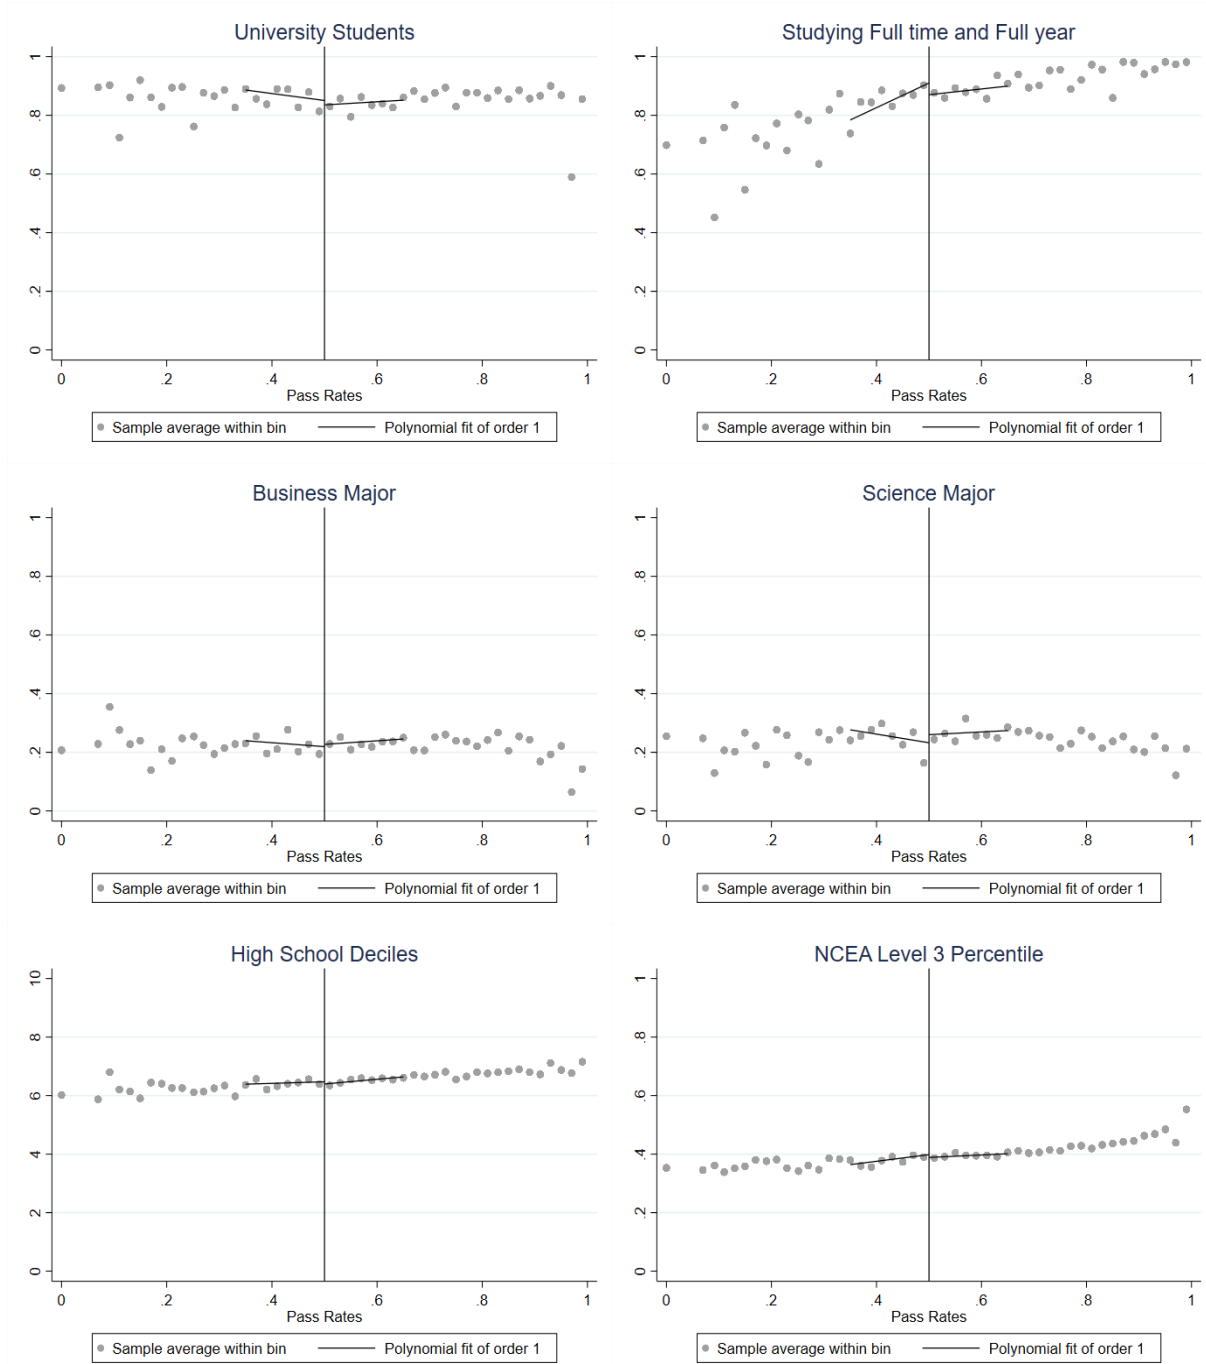 University Students
1
.8
.6
.4
.2
0
0 .2 .4 .6 .8 1
Pass Rates
Sample average within bin Polynomial fit of order 1
Studying Full time and Full year
1
.8
.6
.4
.2
0
0 .2 .4 .6 .8 1
Pass Rates
Sample average within bin Polynomial fit of order 1
Business Major
1
.8
.6
.4
.2
0
0 .2 .4 .6 .8 1
Pass Rates
Sample average within bin Polynomial fit of order 1
Science Major
1
.8
.6
.4
.2
0
0 .2 .4 .6 .8 1
Pass Rates
Sample average within bin Polynomial fit of order 1
High School Deciles
10
8
6
4
2
0
0 .2 .4 .6 .8 1
Pass Rates
Sample average within bin Polynomial fit of order 1
NCEA Level 3 Percentile
1
.8
.6
.4
.2
0
0 .2 .4 .6 .8 1
Pass Rates
Sample average within bin Polynomial fit of order 1